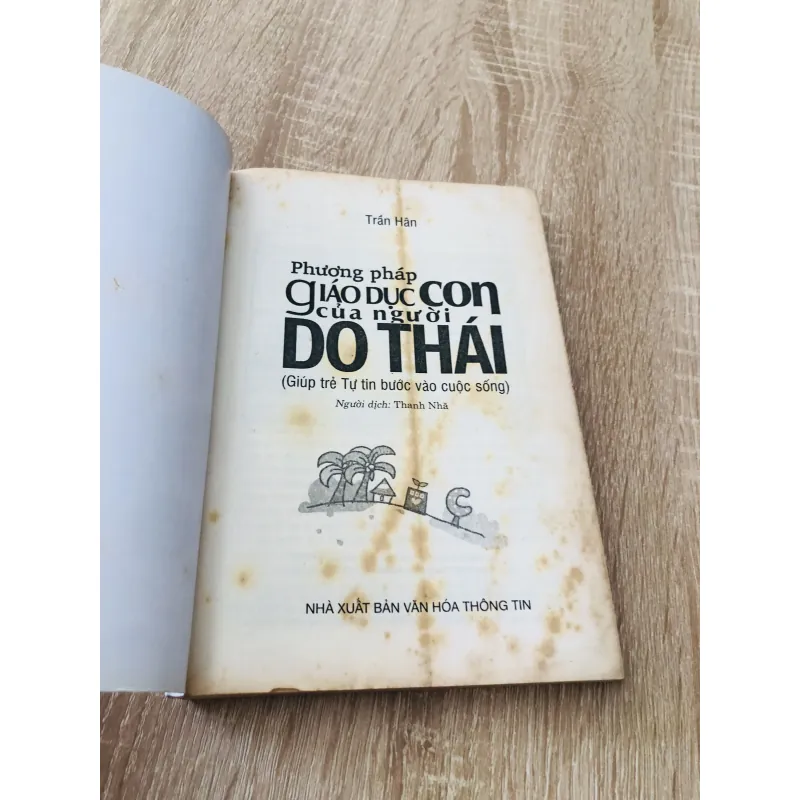 Trần Hân
Phương pháp
GIÁO DỤC CON
của người
DO THÁI
(Giúp trẻ Tự tin bước vào cuộc sống)
Người dịch: Thanh Nhã
NHÀ XUẤT BẢN VĂN HÓA THÔNG TIN